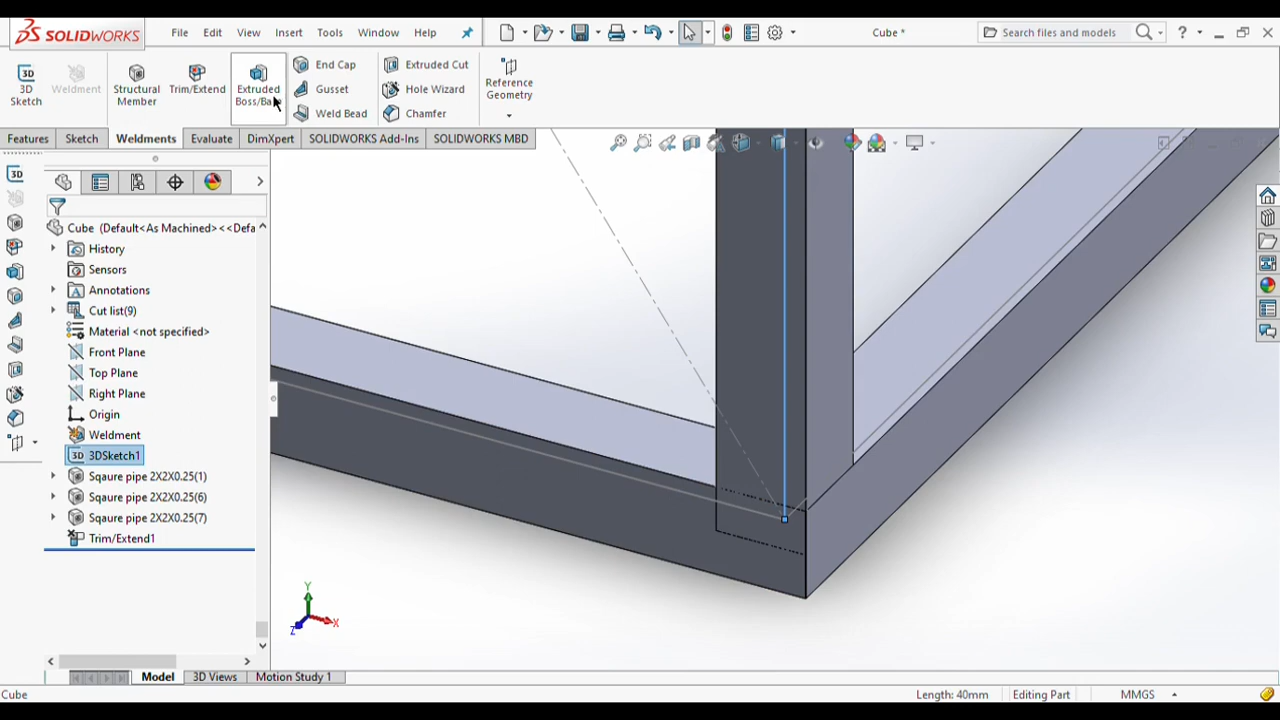 SOLIDWORKS
File Edit View Insert Tools Window Help
Cube *
Search files and models
3D Sketch
Weldment
Structural Member
Trim/Extend
Extruded
End Cap
Gusset
Weld Bead
Extruded Cut
Hole Wizard
Chamfer
Reference Geometry
Features Sketch Weldments Evaluate DimXpert SOLIDWORKS Add-Ins SOLIDWORKS MBD
3D
Cube (Default<As Machined><<Defa
History
Sensors
Annotations
Cut list(9)
Material <not specified>
Front Plane
Top Plane
Right Plane
Origin
Weldment
3D 3DSketch1
Sqaure pipe 2X2X0.25(1)
Sqaure pipe 2X2X0.25(6)
Sqaure pipe 2X2X0.25(7)
Trim/Extend1
Y
X
Z
Model 3D Views Motion Study 1
Cube Length: 40mm Editing Part MMGS